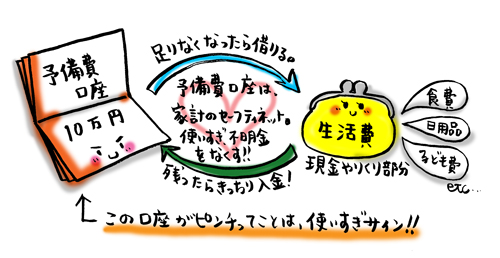 足りなくなったら借りる。
予備費
口座
10万円
予備費口座は、
家計のセーフティネット。
使いすぎ不明金
をなくす!!
残ったらきっちり入金!
生活費
現金やりくり部分
食費
日用品
子ども費
etc...
この口座がピンチってことは、使いすぎサイン!!